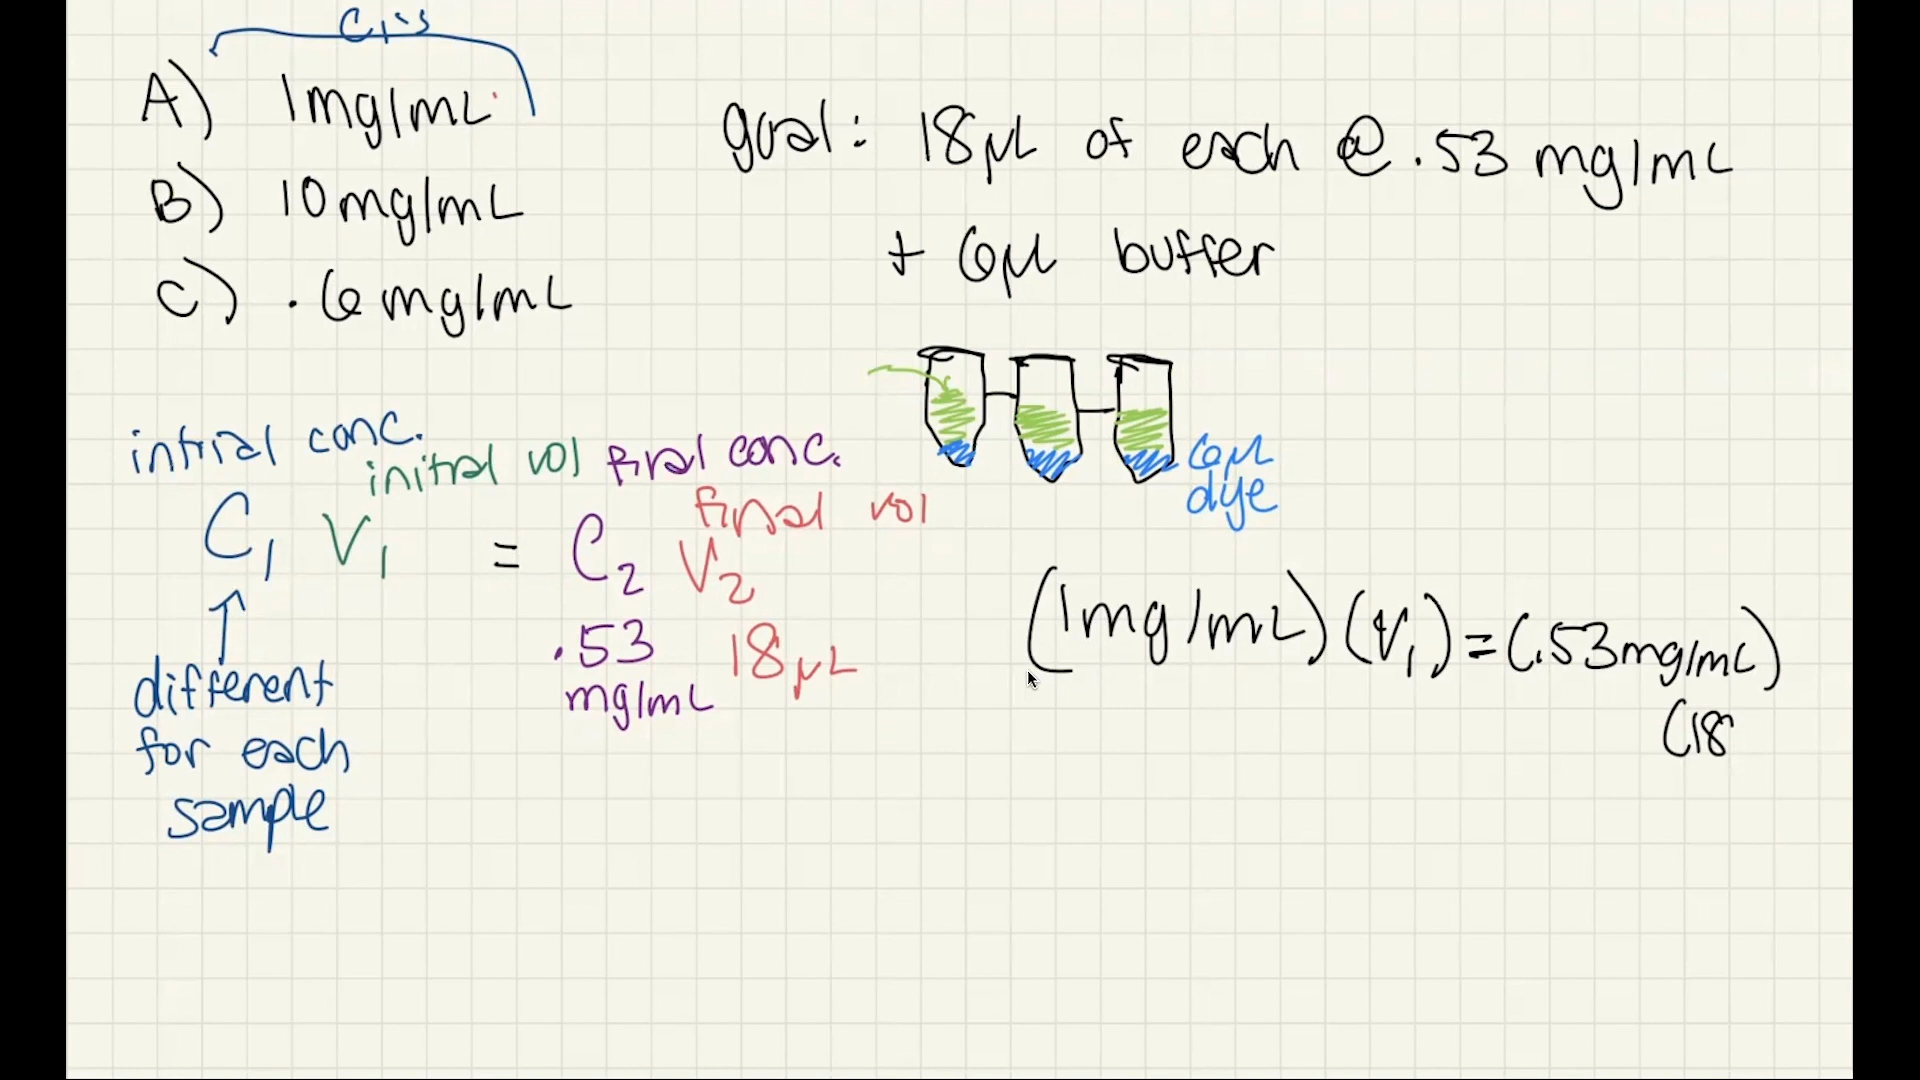 C₁'s
A) 1mg/mL
B) 10mg/mL
C) .6mg/mL
goal: 18μL of each @ .53 mg/mL
+ 6μL buffer
6μL
dye
initial conc.
initial vol
final conc.
final vol
C₁ V₁ = C₂ V₂
.53
mg/mL
18μL
different
for each
sample
(1mg/mL)(V₁)=(.53mg/mL)
(18